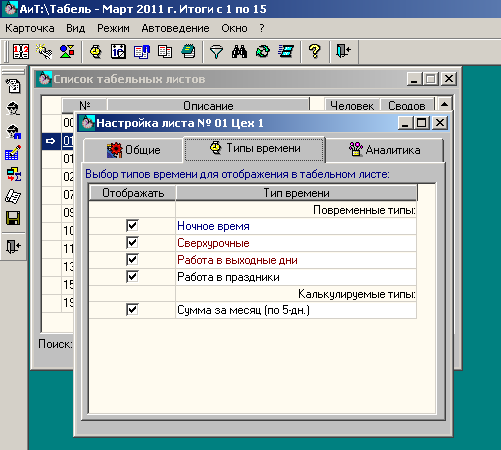 АиТ:\Табель - Март 2011 г. Итоги с 1 по 15
Карточка Вид Режим Автоведение Окно ?
Список табельных листов
№ Описание Человек Сводов
00
01
01
02
07
09
09
11
13
15
19
Поиск:
Настройка листа № 01 Цех 1
Общие Типы времени Аналитика
Выбор типов времени для отображения в табельном листе:
Отображать Тип времени
Повременные типы:
Ночное время
Сверхурочные
Работа в выходные дни
Работа в праздники
Калькулируемые типы:
Сумма за месяц (по 5-дн.)